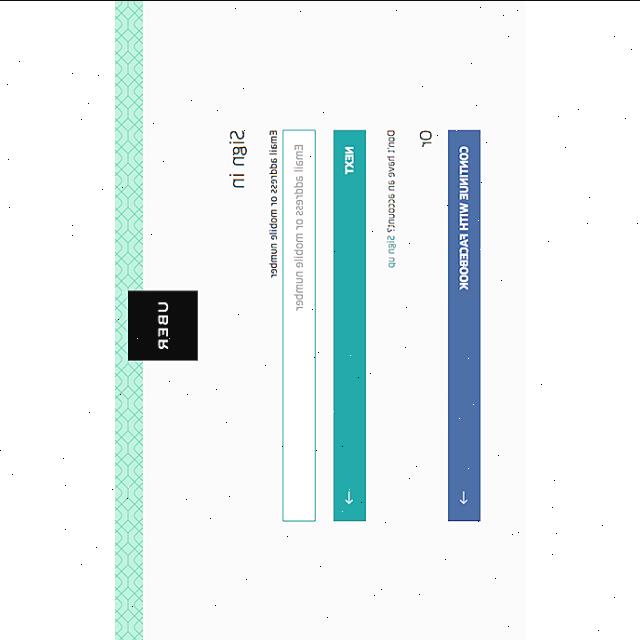 UBER
Sign in
Email address or mobile number
Email address or mobile number
NEXT
Don't have an account? Sign up
Or
CONTINUE WITH FACEBOOK